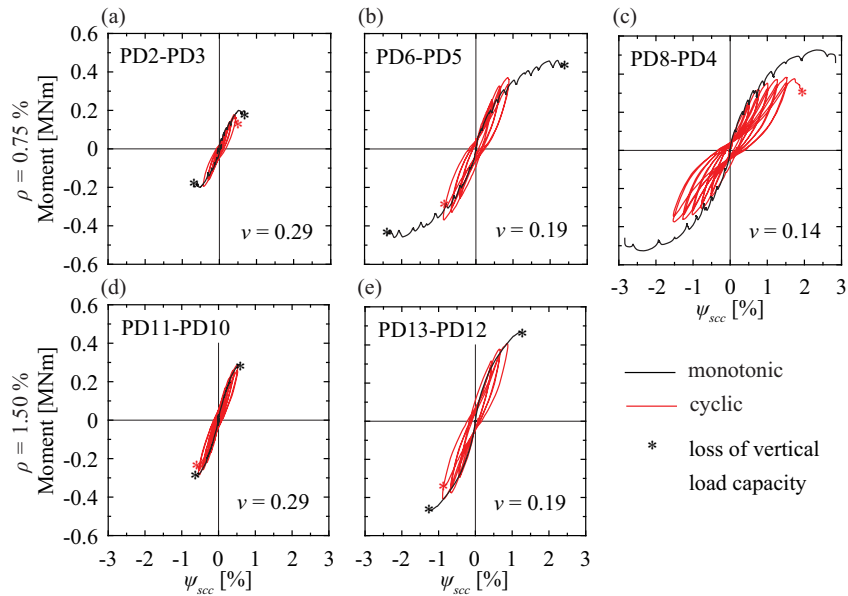 (a)
(b)
(c)
PD2-PD3
PD6-PD5
PD8-PD4
ρ = 0.75 %
Moment [MNm]
0.6
0.4
0.2
0
-0.2
-0.4
-0.6
ν = 0.29
ν = 0.19
ν = 0.14
-3 -2 -1 0 1 2 3
ψscc [%]
(d)
(e)
PD11-PD10
PD13-PD12
ρ = 1.50 %
Moment [MNm]
0.6
0.4
0.2
0
-0.2
-0.4
-0.6
ν = 0.29
ν = 0.19
-3 -2 -1 0 1 2 3
-3 -2 -1 0 1 2 3
ψscc [%]
ψscc [%]
monotonic
cyclic
* loss of vertical
load capacity